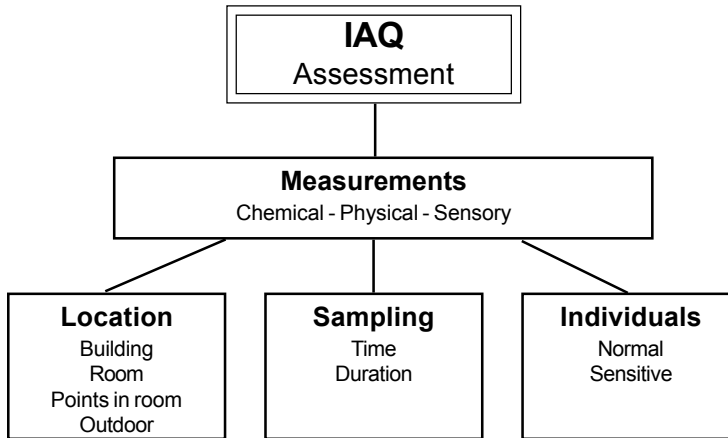 IAQ
Assessment
Measurements
Chemical - Physical - Sensory
Location
Building
Room
Points in room
Outdoor
Sampling
Time
Duration
Individuals
Normal
Sensitive